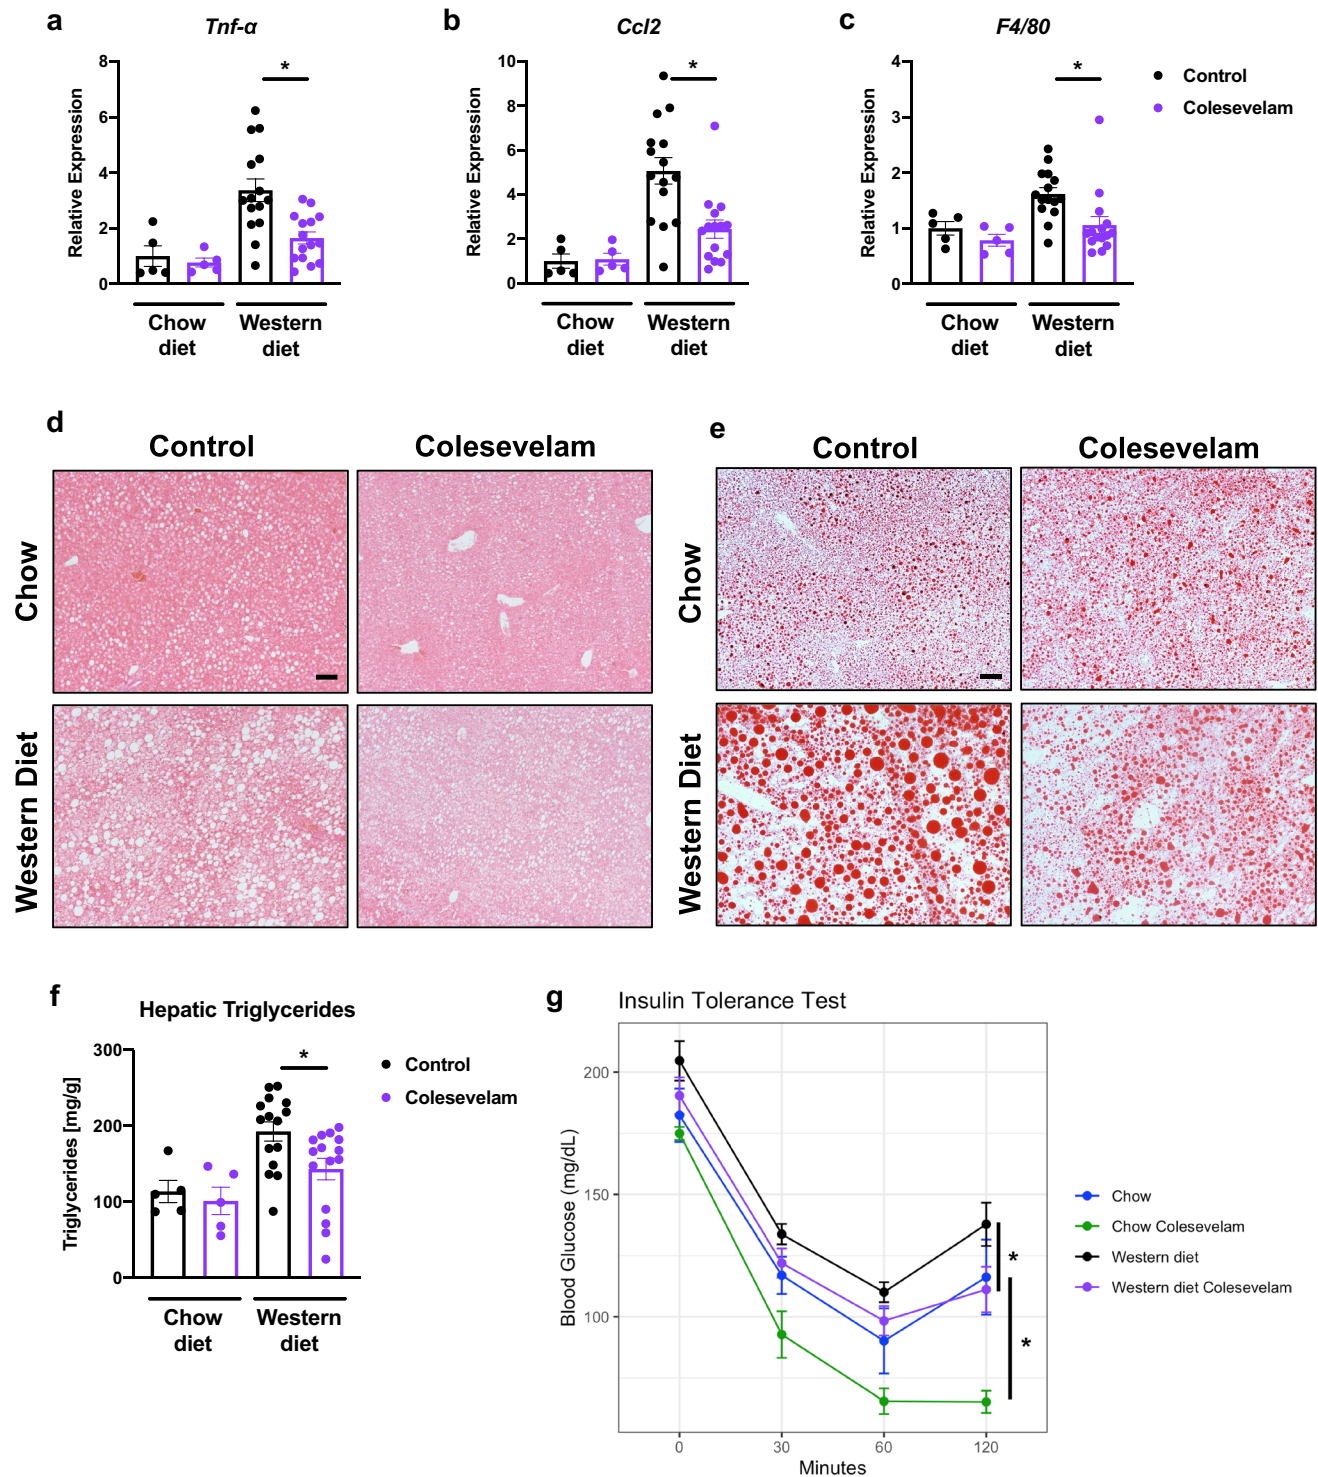 a
Tnf-α
8
6
4
2
0
Relative Expression
*
Chow
diet
Western
diet
b
Ccl2
10
8
6
4
2
0
Relative Expression
*
Chow
diet
Western
diet
c
F4/80
4
3
2
1
0
Relative Expression
*
Chow
diet
Western
diet
Control
Colesevelam
d
Control
Colesevelam
Chow
Western Diet
e
Control
Colesevelam
Chow
Western Diet
f
Hepatic Triglycerides
300
200
100
0
Triglycerides [mg/g]
*
Control
Colesevelam
Chow
diet
Western
diet
g
Insulin Tolerance Test
200
150
100
Blood Glucose (mg/dL)
0
30
60
120
Minutes
*
*
Chow
Chow Colesevelam
Western diet
Western diet Colesevelam